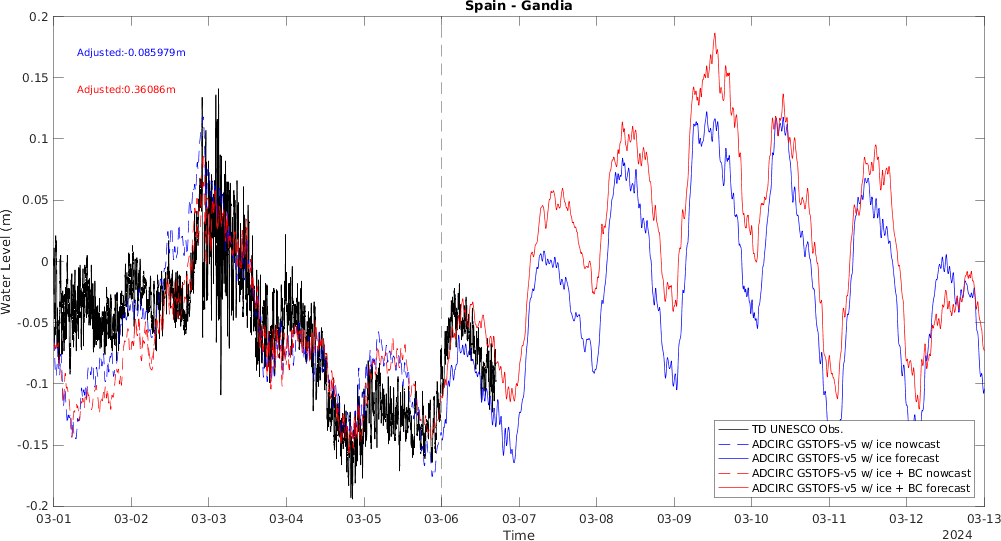 Spain - Gandia
Adjusted:-0.085979m
Adjusted:0.36086m
Water Level (m)
0.2
0.15
0.1
0.05
0
-0.05
-0.1
-0.15
-0.2
TD UNESCO Obs.
ADCIRC GSTOFS-v5 w/ ice nowcast
ADCIRC GSTOFS-v5 w/ ice forecast
ADCIRC GSTOFS-v5 w/ ice + BC nowcast
ADCIRC GSTOFS-v5 w/ ice + BC forecast
03-01 03-02 03-03 03-04 03-05 03-06 03-07 03-08 03-09 03-10 03-11 03-12 03-13
Time
2024